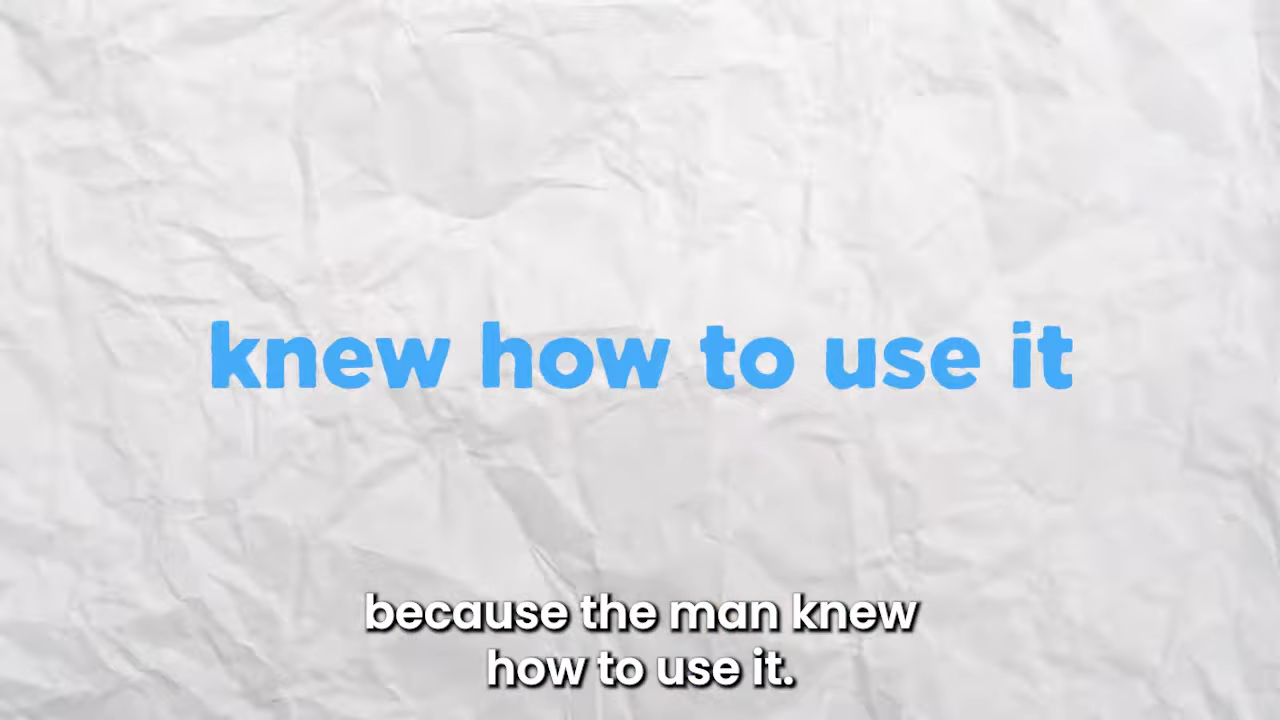 knew how to use it
because the man knew
how to use it.